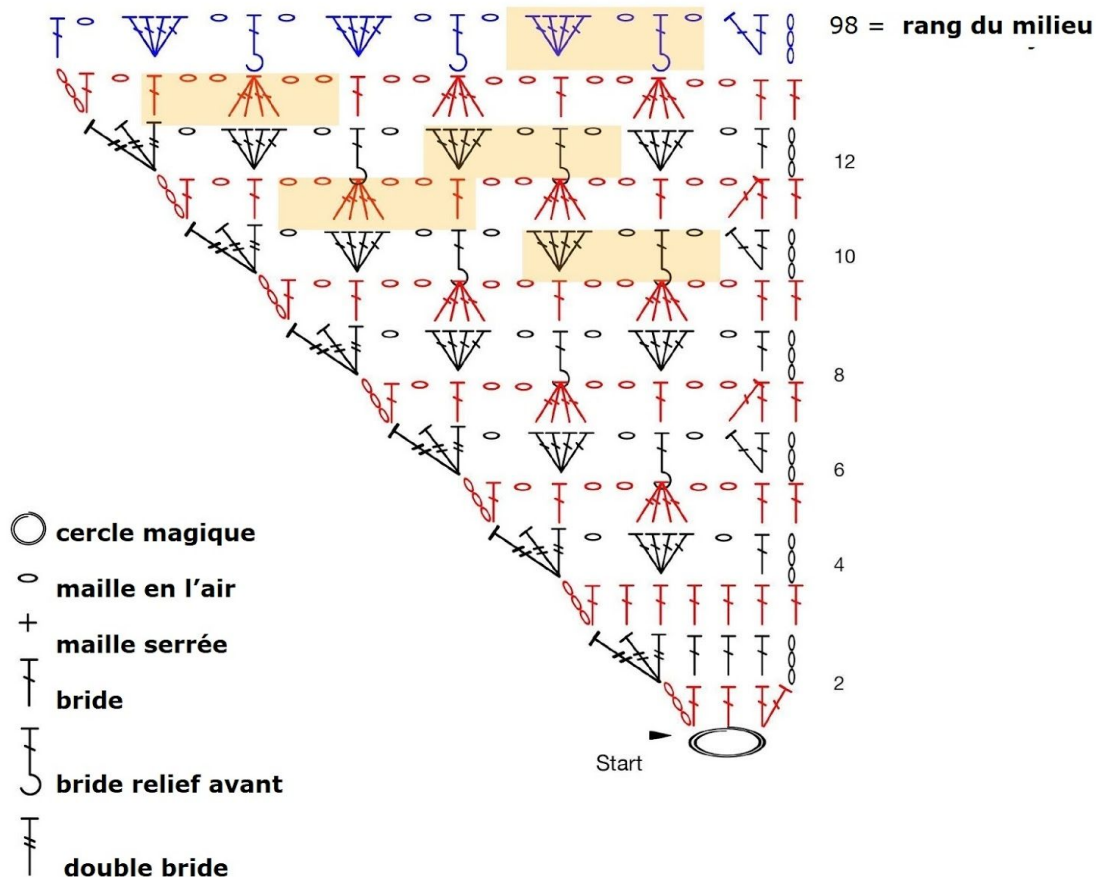 98 = rang du milieu
12
10
8
6
4
2
Start
cercle magique
maille en l’air
maille serrée
bride
bride relief avant
double bride